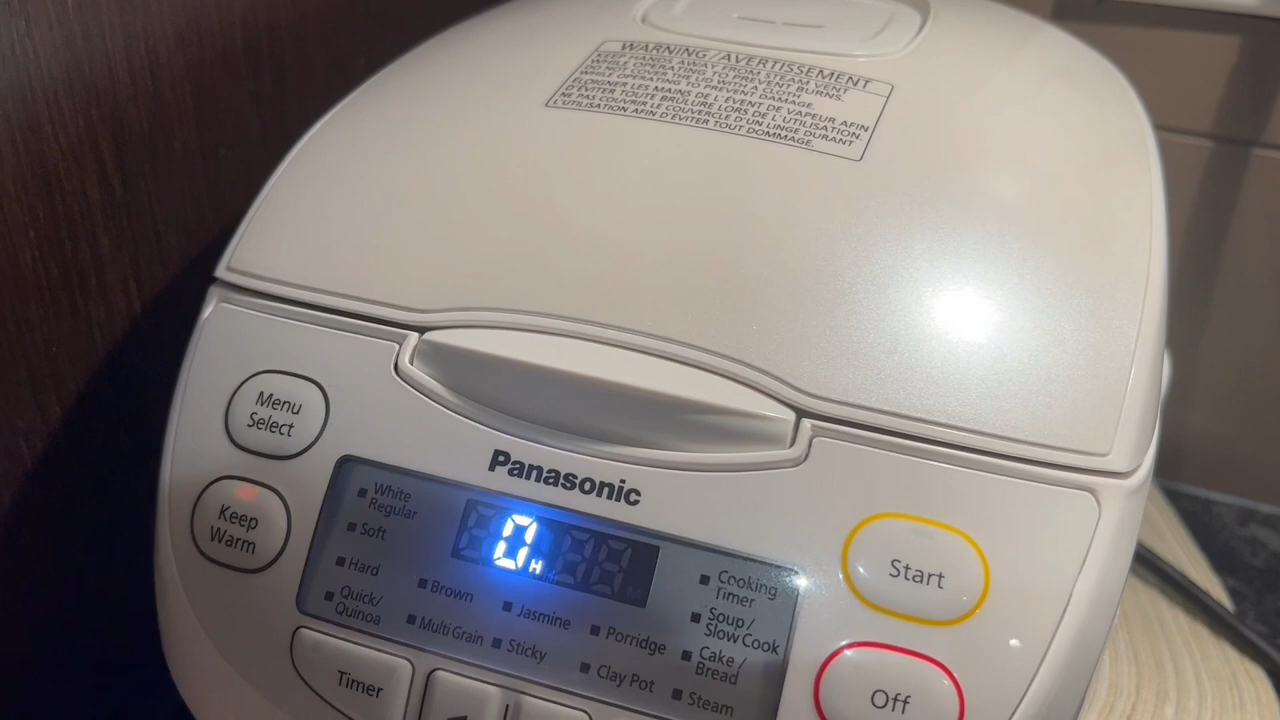 WARNING/AVERTISSEMENT
KEEP HANDS AWAY FROM STEAM VENT
WHILE OPERATING TO PREVENT BURNS.
DO NOT COVER THE LID WITH A CLOTH
WHILE OPERATING TO PREVENT DAMAGE.
ÉLOIGNER LES MAINS DE L'ÉVENT DE VAPEUR AFIN
D'ÉVITER TOUTE BRÛLURE LORS DE L'UTILISATION.
NE PAS COUVRIR LE COUVERCLE D'UN LINGE DURANT
L'UTILISATION AFIN D'ÉVITER TOUT DOMMAGE.
Menu
Select
Keep
Warm
Panasonic
White
Regular
Soft
Hard
Quick/
Quinoa
0H
Brown
Multi Grain
Jasmine
Sticky
Porridge
Clay Pot
Cooking
Timer
Soup/
Slow Cook
Cake/
Bread
Steam
Start
Off
Timer